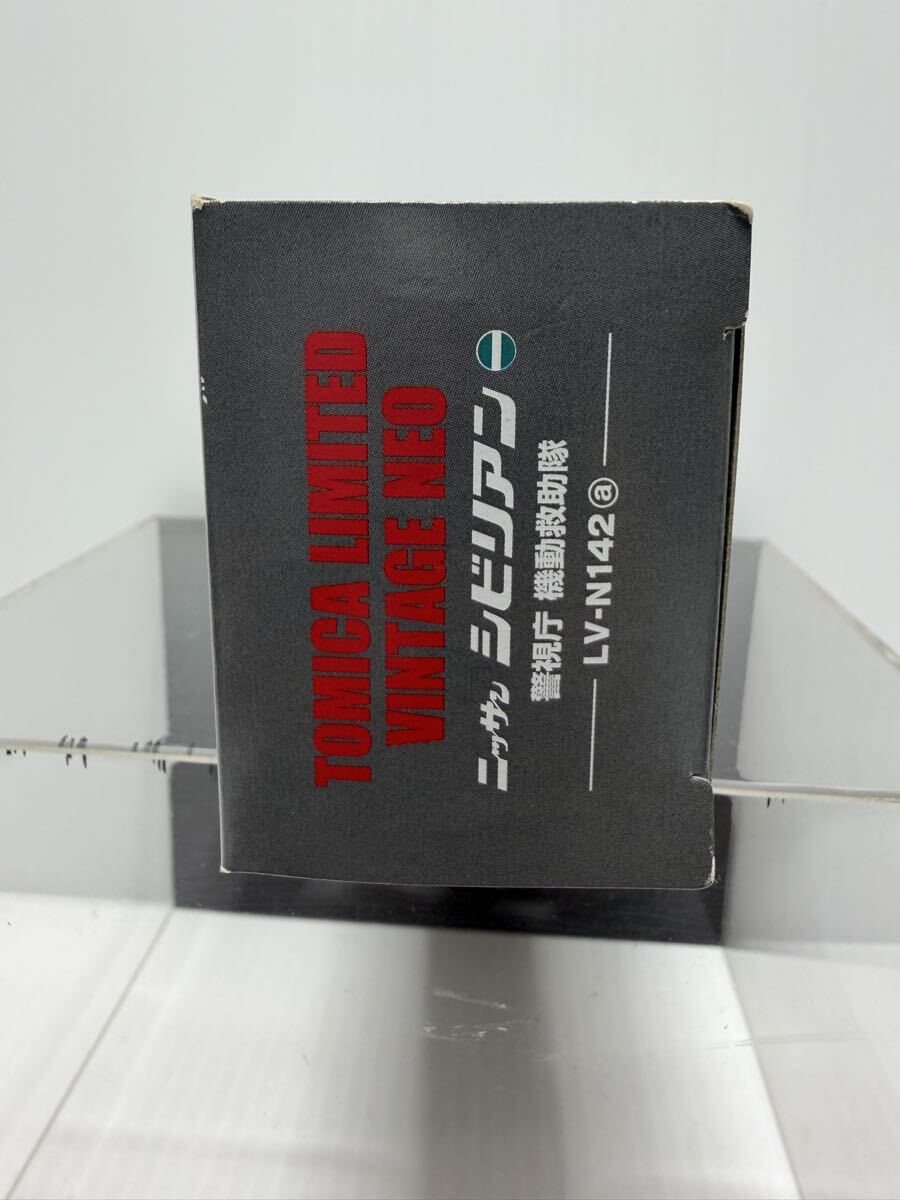 TOMICA LIMITED
VINTAGE NEO
ニッサン シビリアン
警視庁 機動救助隊
LV-N142ⓐ